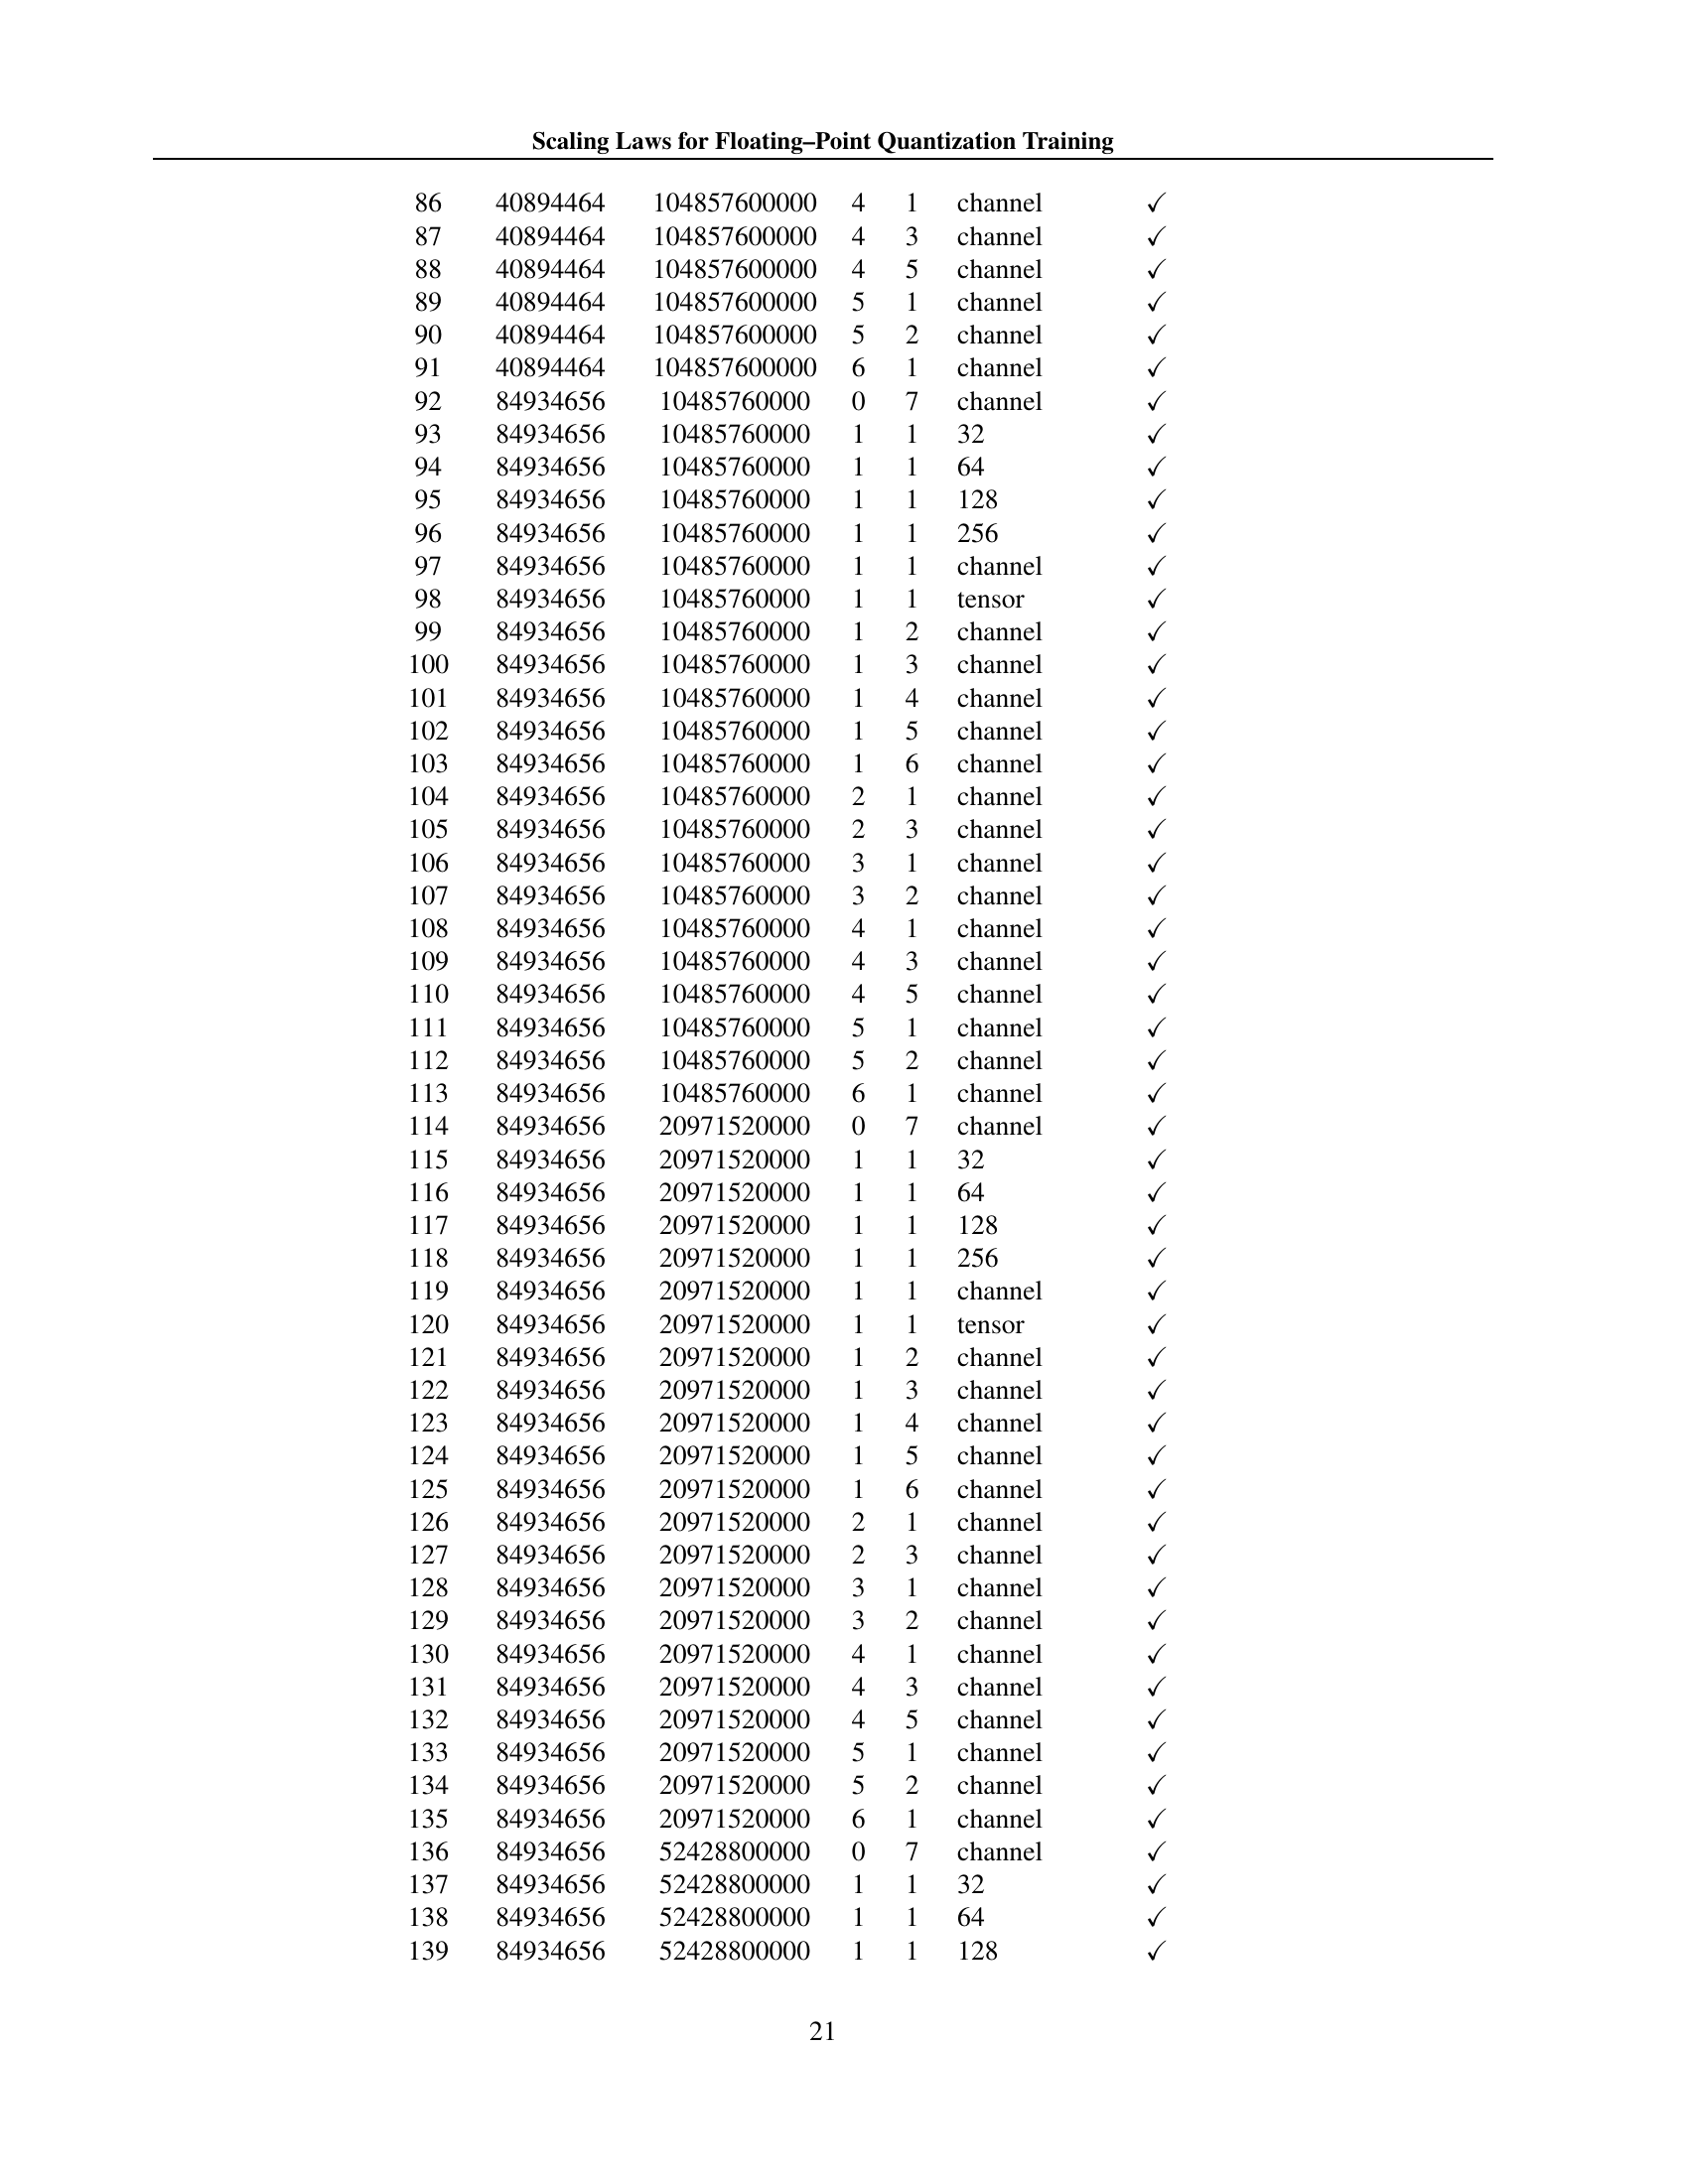 Scaling Laws for Floating–Point Quantization Training
86 40894464 104857600000 4 1 channel ✓
87 40894464 104857600000 4 3 channel ✓
88 40894464 104857600000 4 5 channel ✓
89 40894464 104857600000 5 1 channel ✓
90 40894464 104857600000 5 2 channel ✓
91 40894464 104857600000 6 1 channel ✓
92 84934656 10485760000 0 7 channel ✓
93 84934656 10485760000 1 1 32 ✓
94 84934656 10485760000 1 1 64 ✓
95 84934656 10485760000 1 1 128 ✓
96 84934656 10485760000 1 1 256 ✓
97 84934656 10485760000 1 1 channel ✓
98 84934656 10485760000 1 1 tensor ✓
99 84934656 10485760000 1 2 channel ✓
100 84934656 10485760000 1 3 channel ✓
101 84934656 10485760000 1 4 channel ✓
102 84934656 10485760000 1 5 channel ✓
103 84934656 10485760000 1 6 channel ✓
104 84934656 10485760000 2 1 channel ✓
105 84934656 10485760000 2 3 channel ✓
106 84934656 10485760000 3 1 channel ✓
107 84934656 10485760000 3 2 channel ✓
108 84934656 10485760000 4 1 channel ✓
109 84934656 10485760000 4 3 channel ✓
110 84934656 10485760000 4 5 channel ✓
111 84934656 10485760000 5 1 channel ✓
112 84934656 10485760000 5 2 channel ✓
113 84934656 10485760000 6 1 channel ✓
114 84934656 20971520000 0 7 channel ✓
115 84934656 20971520000 1 1 32 ✓
116 84934656 20971520000 1 1 64 ✓
117 84934656 20971520000 1 1 128 ✓
118 84934656 20971520000 1 1 256 ✓
119 84934656 20971520000 1 1 channel ✓
120 84934656 20971520000 1 1 tensor ✓
121 84934656 20971520000 1 2 channel ✓
122 84934656 20971520000 1 3 channel ✓
123 84934656 20971520000 1 4 channel ✓
124 84934656 20971520000 1 5 channel ✓
125 84934656 20971520000 1 6 channel ✓
126 84934656 20971520000 2 1 channel ✓
127 84934656 20971520000 2 3 channel ✓
128 84934656 20971520000 3 1 channel ✓
129 84934656 20971520000 3 2 channel ✓
130 84934656 20971520000 4 1 channel ✓
131 84934656 20971520000 4 3 channel ✓
132 84934656 20971520000 4 5 channel ✓
133 84934656 20971520000 5 1 channel ✓
134 84934656 20971520000 5 2 channel ✓
135 84934656 20971520000 6 1 channel ✓
136 84934656 52428800000 0 7 channel ✓
137 84934656 52428800000 1 1 32 ✓
138 84934656 52428800000 1 1 64 ✓
139 84934656 52428800000 1 1 128 ✓
21